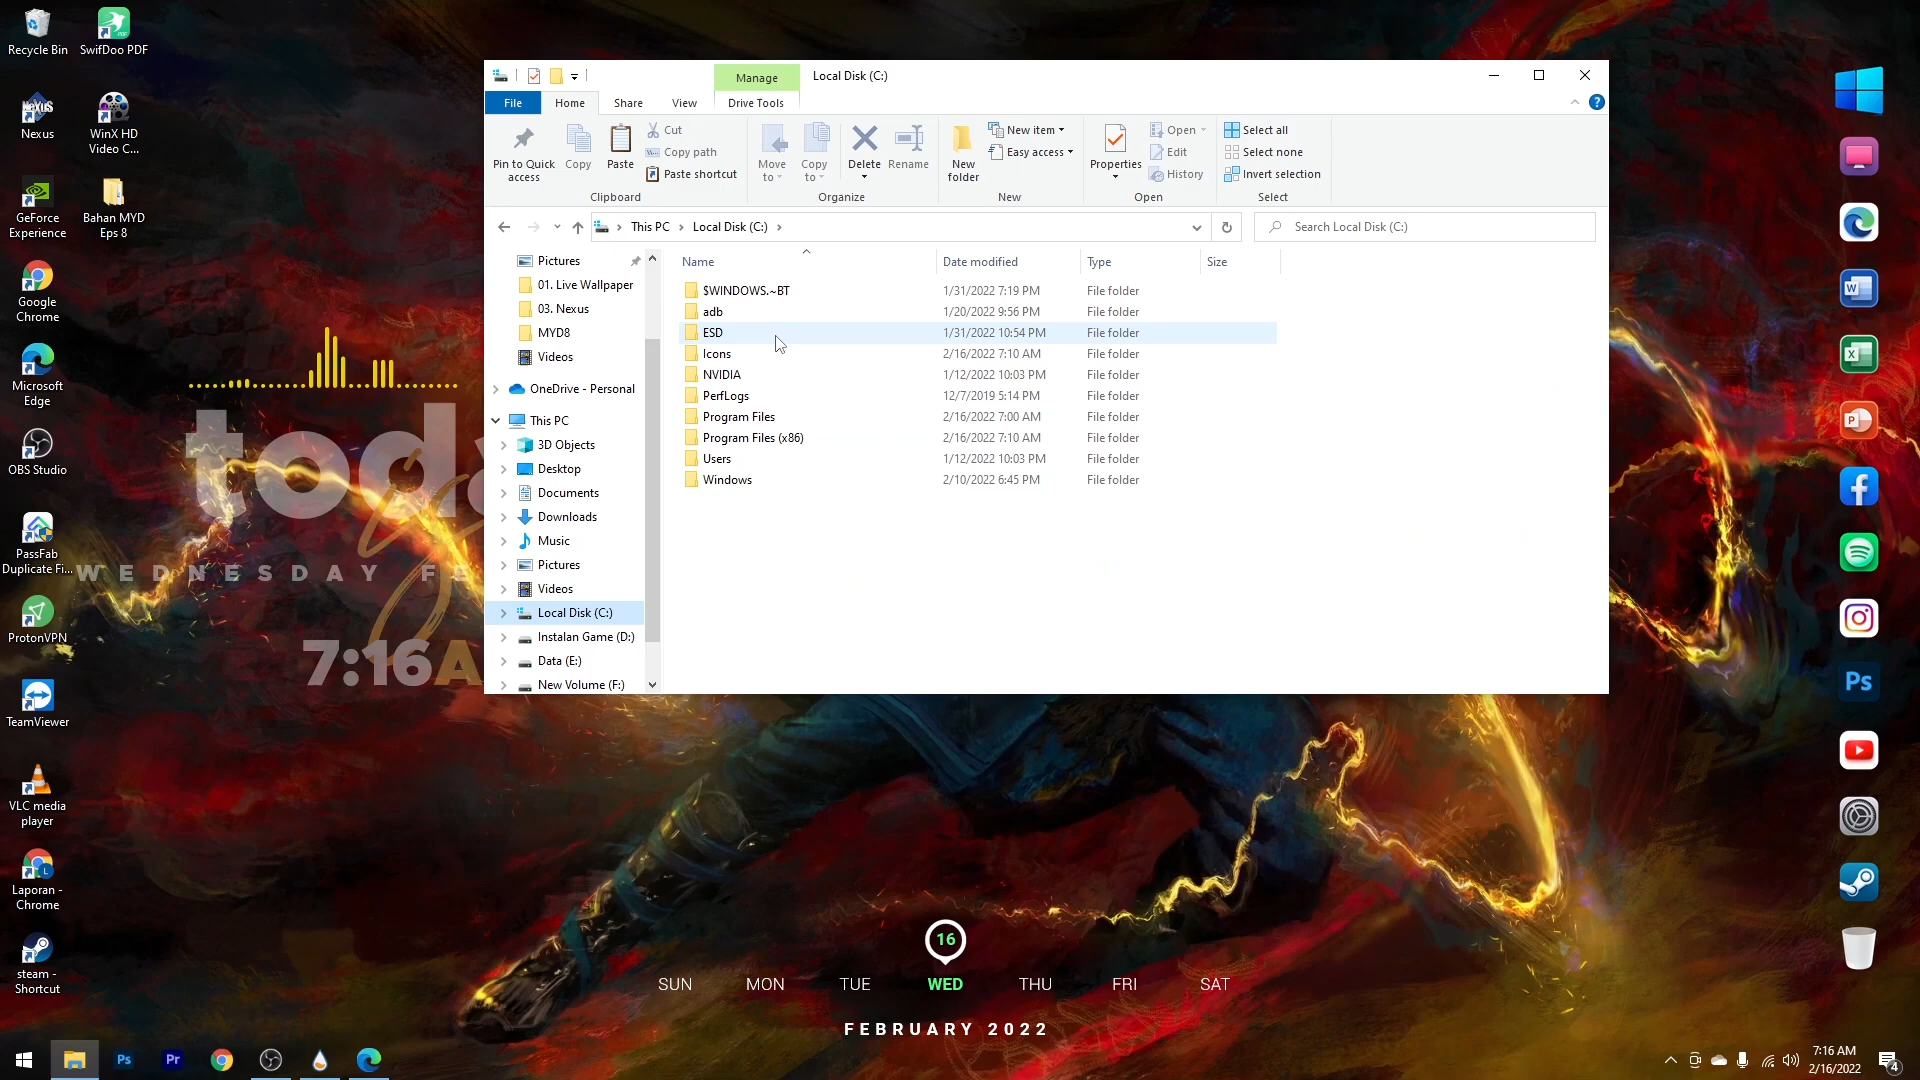 Recycle Bin
SwifDoo PDF
Nexus
WinX HD
Video C...
GeForce
Experience
Bahan MYD
Eps 8
Google
Chrome
Microsoft
Edge
OBS Studio
PassFab
Duplicate Fi...
ProtonVPN
TeamViewer
VLC media
player
Laporan -
Chrome
steam -
Shortcut
toda
WEDNESDAY FE
7:16A
Manage
Local Disk (C:)
File
Home
Share
View
Drive Tools
Pin to Quick
access
Copy
Paste
Cut
Copy path
Paste shortcut
Clipboard
Move
to
Copy
to
Delete
Rename
Organize
New
folder
New item
Easy access
New
Properties
Open
Edit
History
Open
Select all
Select none
Invert selection
Select
This PC > Local Disk (C:) >
Search Local Disk (C:)
Pictures
01. Live Wallpaper
03. Nexus
MYD8
Videos
OneDrive - Personal
This PC
3D Objects
Desktop
Documents
Downloads
Music
Pictures
Videos
Local Disk (C:)
Instalan Game (D:)
Data (E:)
New Volume (F:)
Name Date modified Type Size
$WINDOWS.~BT 1/31/2022 7:19 PM File folder
adb 1/20/2022 9:56 PM File folder
ESD 1/31/2022 10:54 PM File folder
Icons 2/16/2022 7:10 AM File folder
NVIDIA 1/12/2022 10:03 PM File folder
PerfLogs 12/7/2019 5:14 PM File folder
Program Files 2/16/2022 7:00 AM File folder
Program Files (x86) 2/16/2022 7:10 AM File folder
Users 1/12/2022 10:03 PM File folder
Windows 2/10/2022 6:45 PM File folder
16
SUN MON TUE WED THU FRI SAT
FEBRUARY 2022
Ps
Ps
Pr
7:16 AM
2/16/2022
4